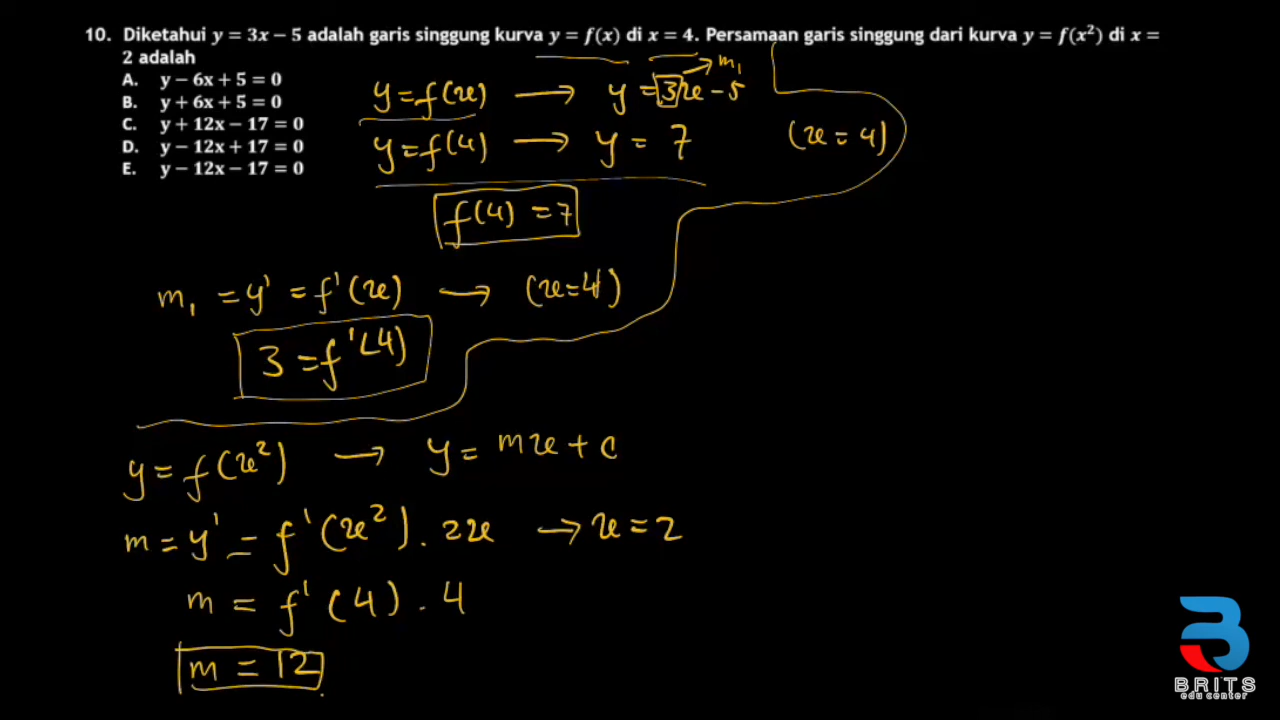 10. Diketahui y = 3x − 5 adalah garis singgung kurva y = f(x) di x = 4. Persamaan garis singgung dari kurva y = f(x²) di x =
2 adalah
A. y − 6x + 5 = 0
B. y + 6x + 5 = 0
C. y + 12x − 17 = 0
D. y − 12x + 17 = 0
E. y − 12x − 17 = 0
m₁
y = f(x) → y = 3x − 5
y = f(4) → y = 7 (x = 4)
f(4) = 7
m₁ = y' = f'(x) → (x=4)
3 = f'(4)
y = f(x²) → y = mx + c
m = y' = f'(x²) . 2x → x = 2
m = f'(4) . 4
m = 12
BRITS
edu center